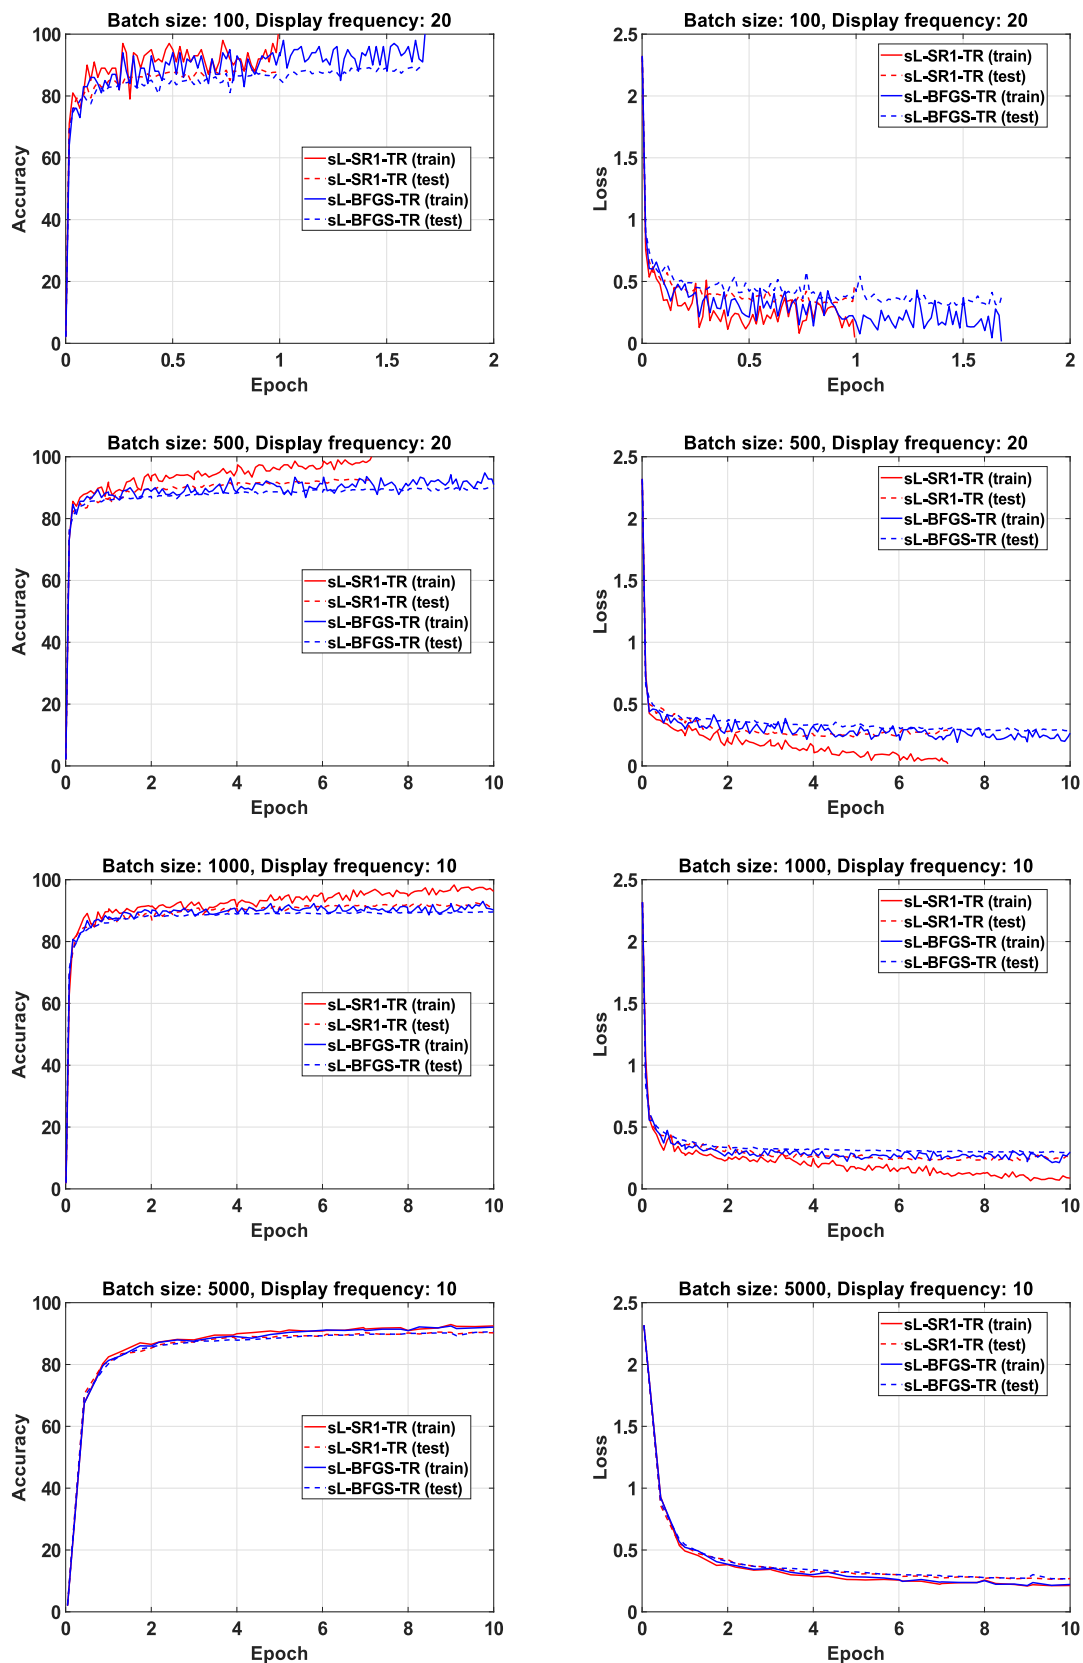 Batch size: 100, Display frequency: 20
100
80
60
40
20
0
Accuracy
sL-SR1-TR (train)
sL-SR1-TR (test)
sL-BFGS-TR (train)
sL-BFGS-TR (test)
0 0.5 1 1.5 2
Epoch
Batch size: 100, Display frequency: 20
2.5
2
1.5
1
0.5
0
Loss
sL-SR1-TR (train)
sL-SR1-TR (test)
sL-BFGS-TR (train)
sL-BFGS-TR (test)
0 0.5 1 1.5 2
Epoch
Batch size: 500, Display frequency: 20
100
80
60
40
20
0
Accuracy
sL-SR1-TR (train)
sL-SR1-TR (test)
sL-BFGS-TR (train)
sL-BFGS-TR (test)
0 2 4 6 8 10
Epoch
Batch size: 500, Display frequency: 20
2.5
2
1.5
1
0.5
0
Loss
sL-SR1-TR (train)
sL-SR1-TR (test)
sL-BFGS-TR (train)
sL-BFGS-TR (test)
0 2 4 6 8 10
Epoch
Batch size: 1000, Display frequency: 10
100
80
60
40
20
0
Accuracy
sL-SR1-TR (train)
sL-SR1-TR (test)
sL-BFGS-TR (train)
sL-BFGS-TR (test)
0 2 4 6 8 10
Epoch
Batch size: 1000, Display frequency: 10
2.5
2
1.5
1
0.5
0
Loss
sL-SR1-TR (train)
sL-SR1-TR (test)
sL-BFGS-TR (train)
sL-BFGS-TR (test)
0 2 4 6 8 10
Epoch
Batch size: 5000, Display frequency: 10
100
80
60
40
20
0
Accuracy
sL-SR1-TR (train)
sL-SR1-TR (test)
sL-BFGS-TR (train)
sL-BFGS-TR (test)
0 2 4 6 8 10
Epoch
Batch size: 5000, Display frequency: 10
2.5
2
1.5
1
0.5
0
Loss
sL-SR1-TR (train)
sL-SR1-TR (test)
sL-BFGS-TR (train)
sL-BFGS-TR (test)
0 2 4 6 8 10
Epoch